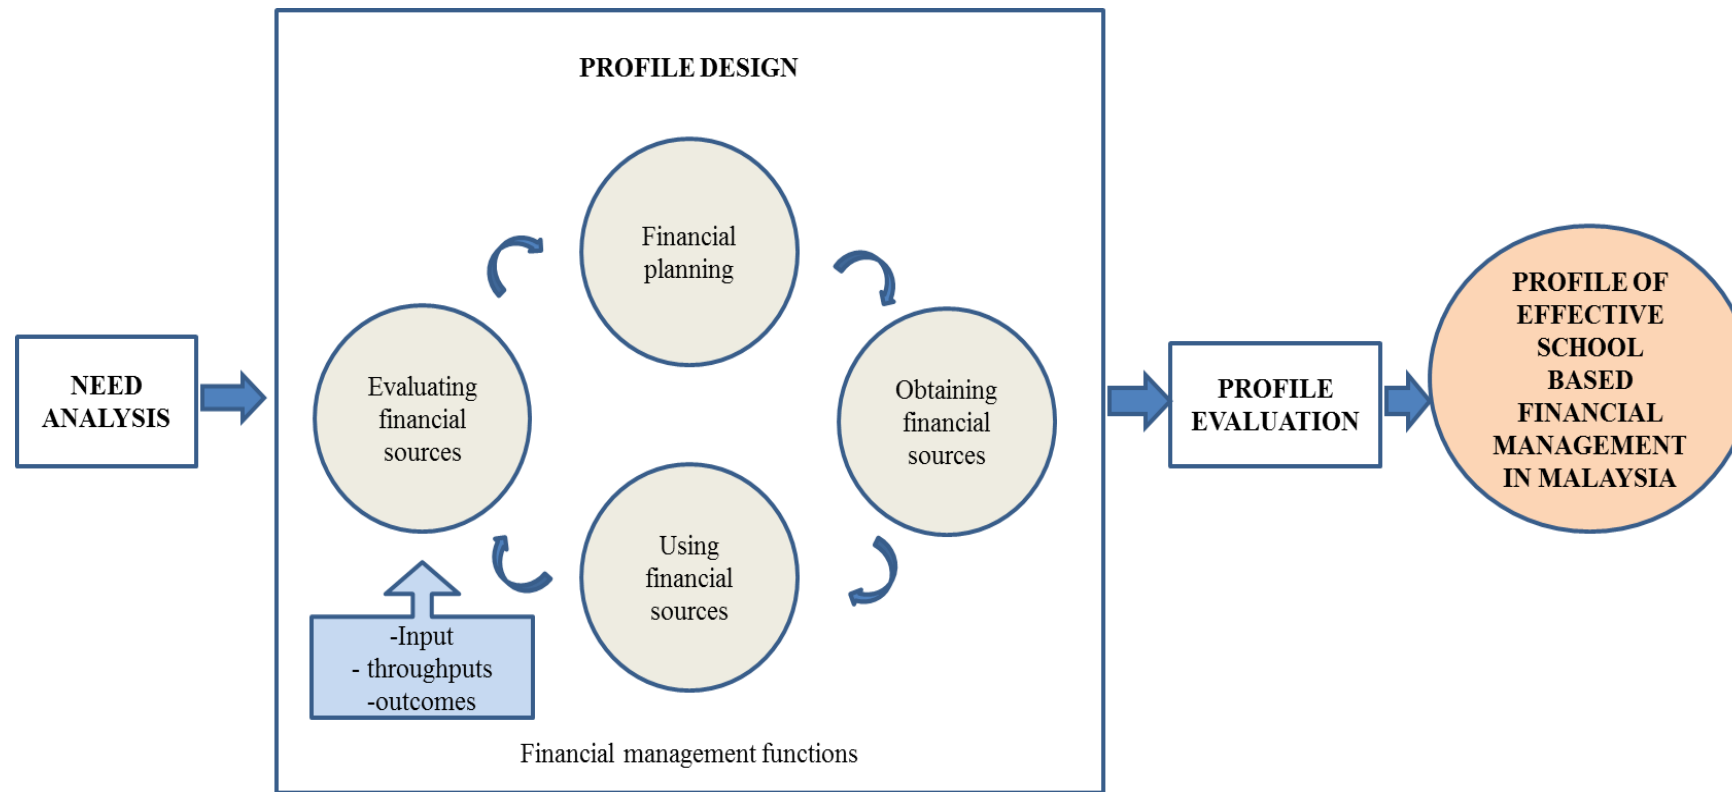 PROFILE DESIGN
Financial
planning
Evaluating
financial
sources
Obtaining
financial
sources
Using
financial
sources
-Input
- throughputs
-outcomes
Financial management functions
NEED
ANALYSIS
PROFILE
EVALUATION
PROFILE OF
EFFECTIVE
SCHOOL
BASED
FINANCIAL
MANAGEMENT
IN MALAYSIA